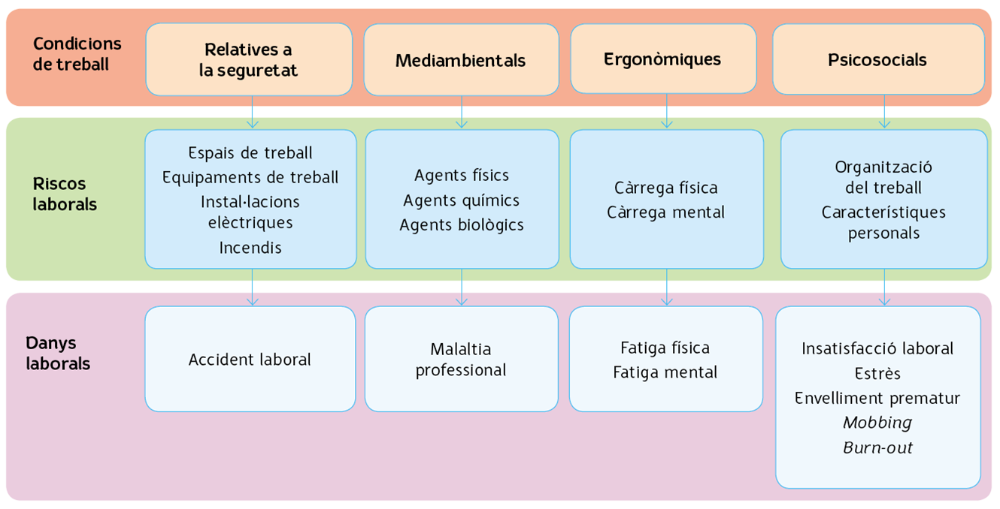 Condicions
de treball
Relatives a
la seguretat
Mediambientals
Ergonòmiques
Psicosocials
Riscos
laborals
Espais de treball
Equipaments de treball
Instal·lacions
elèctriques
Incendis
Agents físics
Agents químics
Agents biològics
Càrrega física
Càrrega mental
Organització
del treball
Característiques
personals
Danys
laborals
Accident laboral
Malaltia
professional
Fatiga física
Fatiga mental
Insatisfacció laboral
Estrès
Envelliment prematur
Mobbing
Burn-out